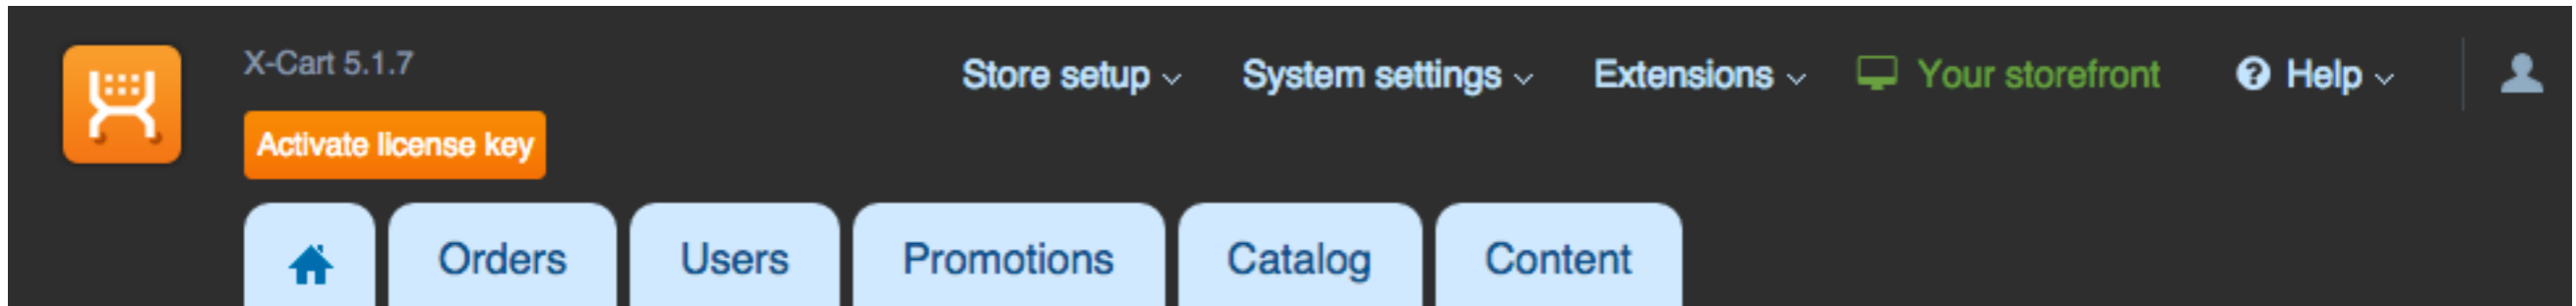 X-Cart 5.1.7
Store setup System settings Extensions Your storefront Help
Activate license key
Orders Users Promotions Catalog Content